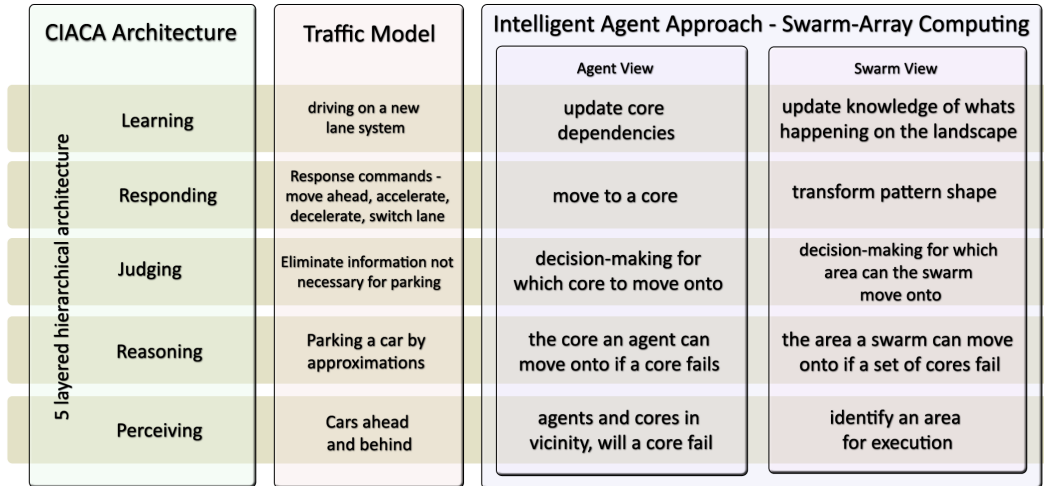 CIACA Architecture
Traffic Model
Intelligent Agent Approach - Swarm-Array Computing
Agent View
Swarm View
5 layered hierarchical architecture
Learning
driving on a new
lane system
update core
dependencies
update knowledge of whats
happening on the landscape
Responding
Response commands -
move ahead, accelerate,
decelerate, switch lane
move to a core
transform pattern shape
Judging
Eliminate information not
necessary for parking
decision-making for
which core to move onto
decision-making for which
area can the swarm
move onto
Reasoning
Parking a car by
approximations
the core an agent can
move onto if a core fails
the area a swarm can move
onto if a set of cores fail
Perceiving
Cars ahead
and behind
agents and cores in
vicinity, will a core fail
identify an area
for execution